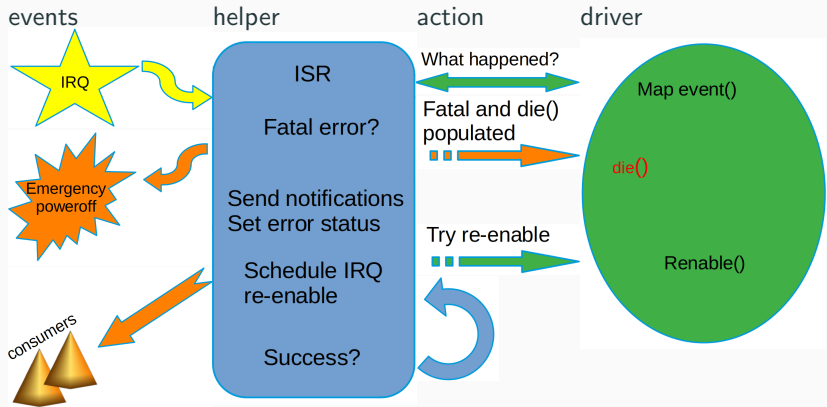 events
helper
action
driver
IRQ
ISR
What happened?
Map event()
Fatal error?
Fatal and die()
populated
die()
Emergency
poweroff
Send notifications
Set error status
Try re-enable
Schedule IRQ
re-enable
Renable()
consumers
Success?